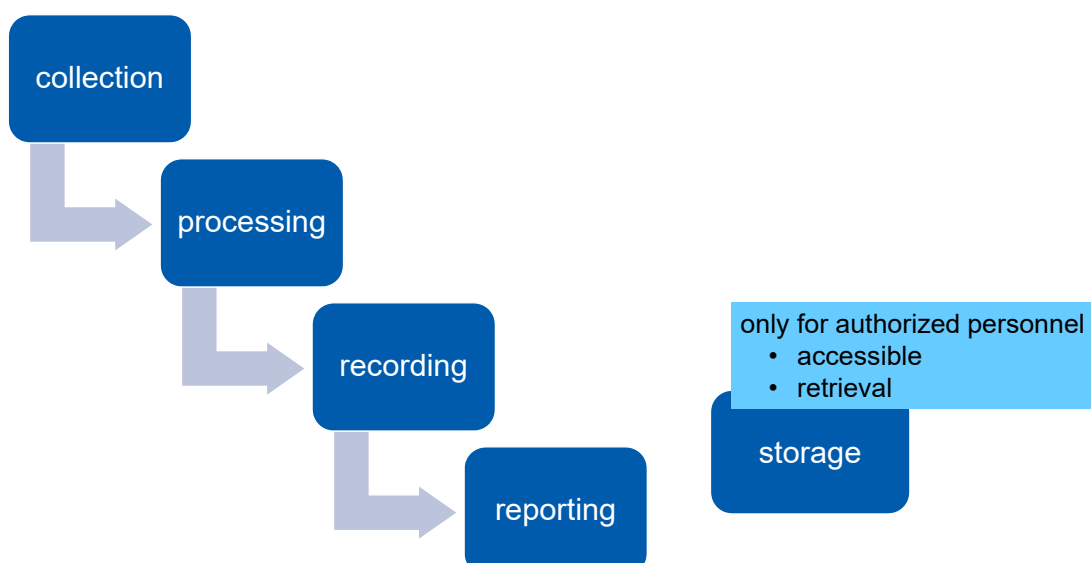 collection
processing
recording
reporting
only for authorized personnel
• accessible
• retrieval
storage